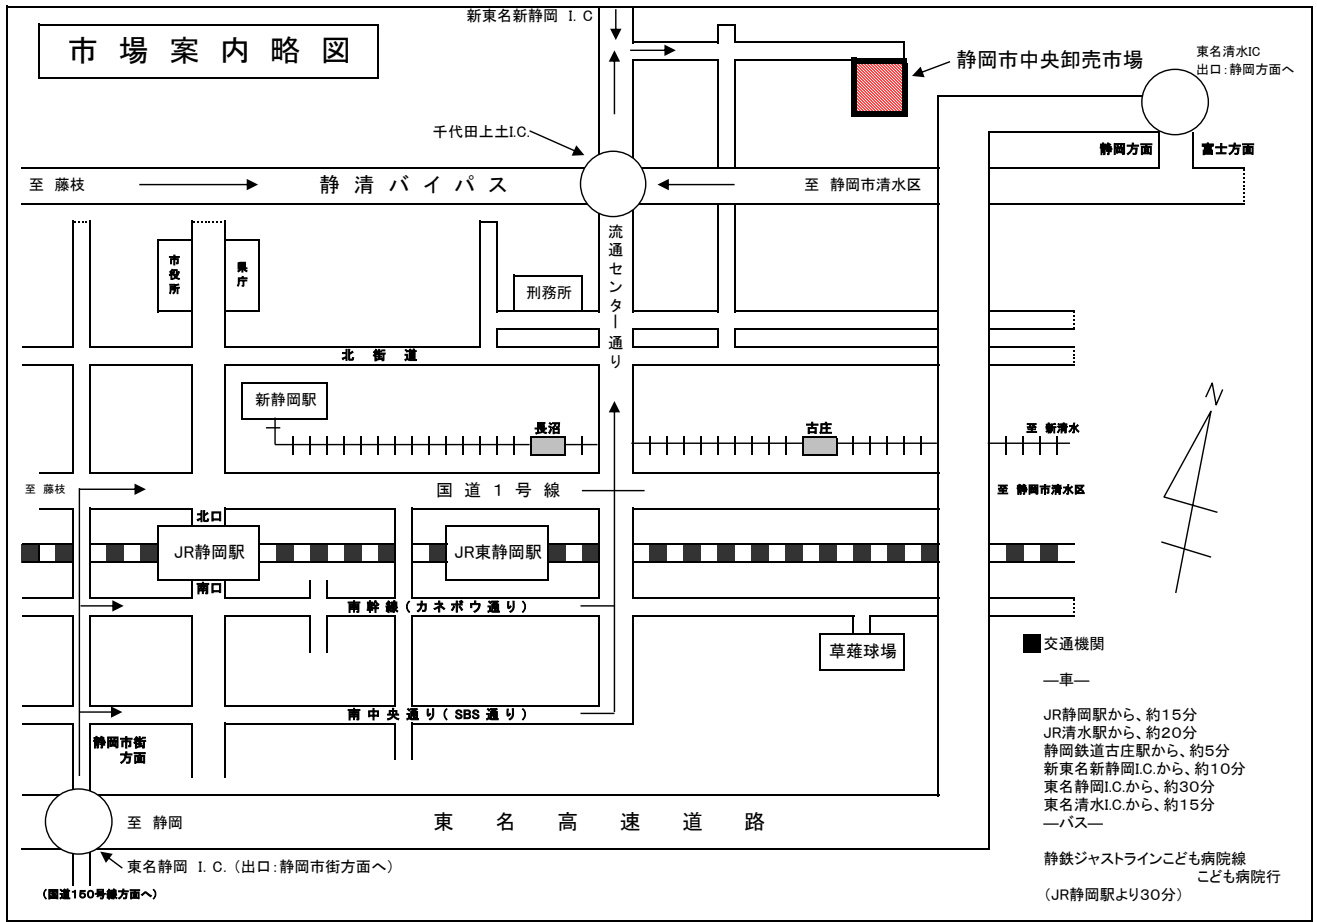 新東名新静岡 I.C
市場案内略図
静岡市中央卸売市場
東名清水IC
出口:静岡方面へ
千代田上土I.C.
静岡方面
富士方面
至 藤枝
静清バイパス
至 静岡市清水区
流通センター通り
市役所
県庁
刑務所
北街道
新静岡駅
長沼
古庄
至 新清水
N
至 藤枝
国道1号線
至 静岡市清水区
北口
JR静岡駅
JR東静岡駅
南口
南幹線(カネボウ通り)
草薙球場
南中央通り(SBS通り)
静岡市街
方面
至 静岡
東名高速道路
東名静岡 I.C.(出口:静岡市街方面へ)
(国道150号線方面へ)
■交通機関
―車―
JR静岡駅から、約15分
JR清水駅から、約20分
静岡鉄道古庄駅から、約5分
新東名新静岡I.C.から、約10分
東名静岡I.C.から、約30分
東名清水I.C.から、約15分
―バス―
静鉄ジャストラインこども病院線
こども病院行
(JR静岡駅より30分)